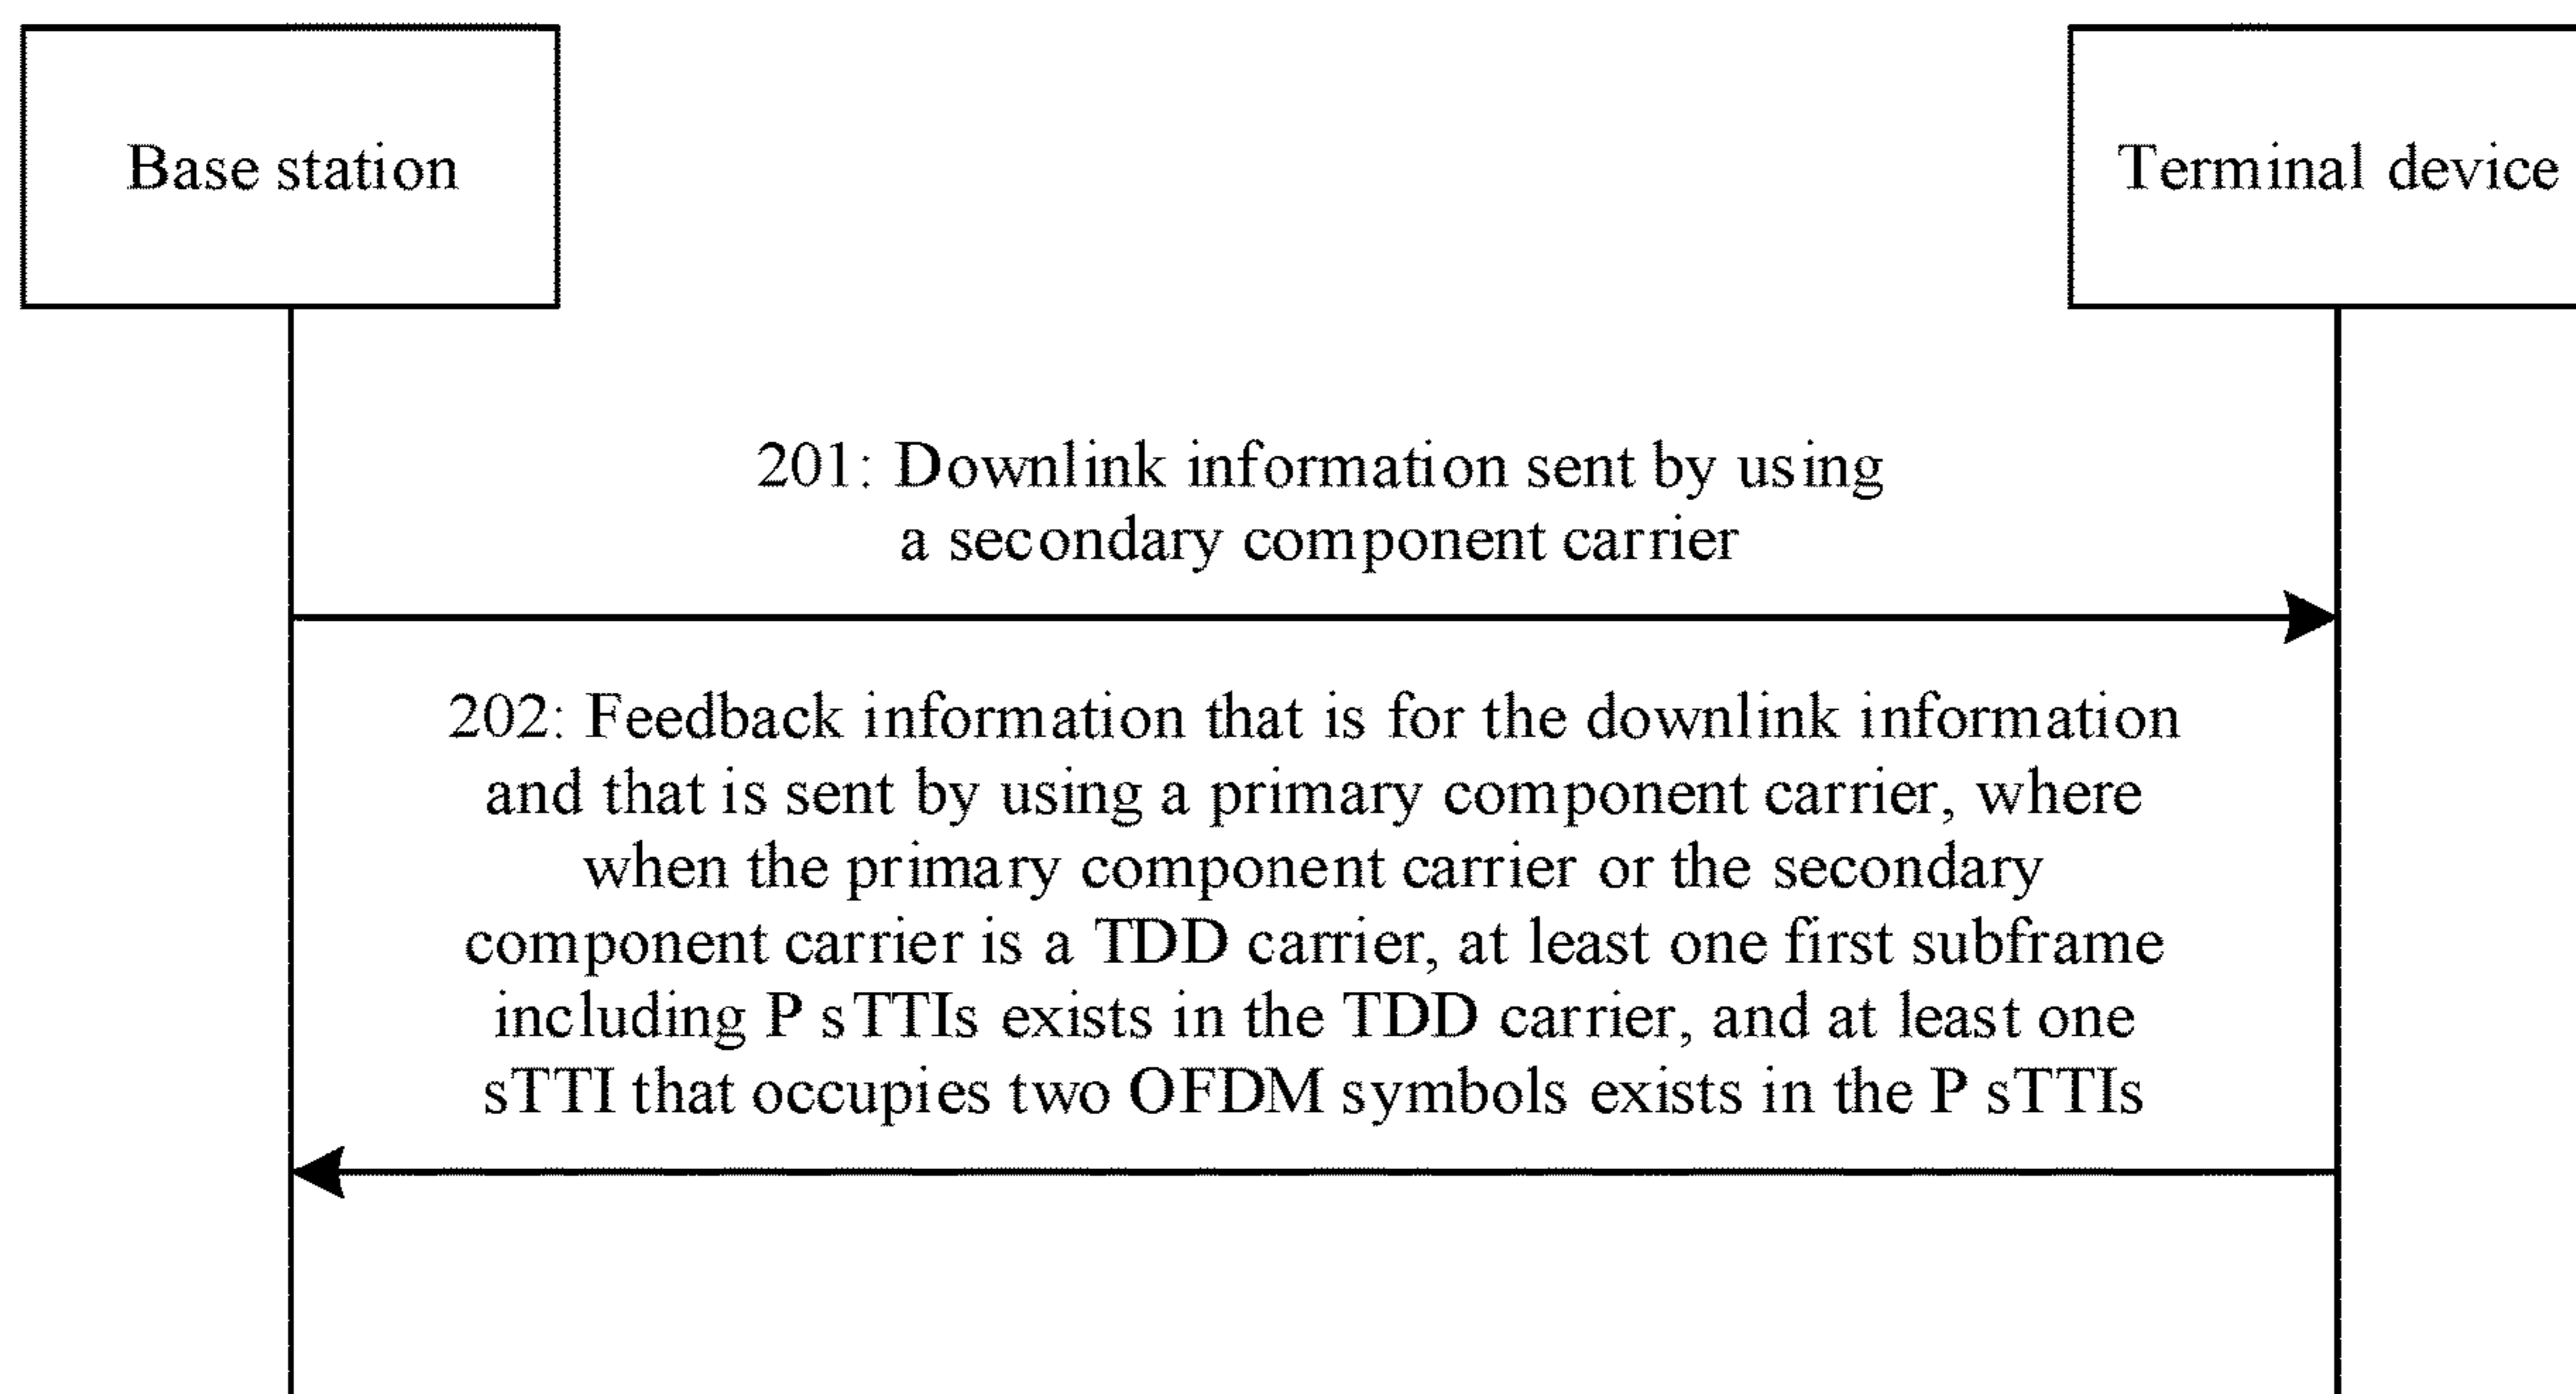 Base station
Terminal device
201: Downlink information sent by using
a secondary component carrier
202: Feedback information that is for the downlink information
and that is sent by using a primary component carrier, where
when the primary component carrier or the secondary
component carrier is a TDD carrier, at least one first subframe
including P sTTIs exists in the TDD carrier, and at least one
sTTI that occupies two OFDM symbols exists in the P sTTIs